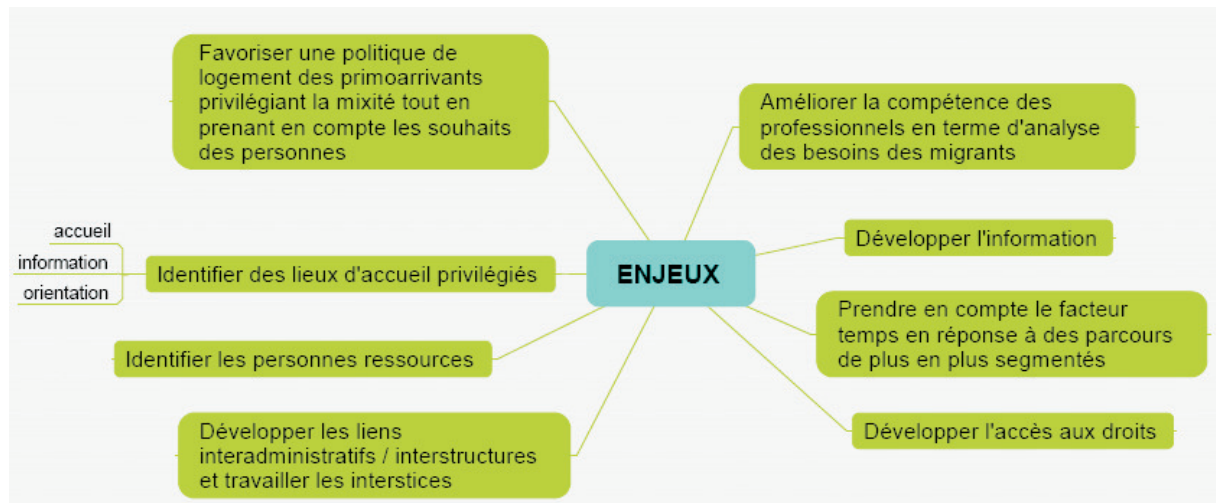 Favoriser une politique de
logement des primoarrivants
privilégiant la mixité tout en
prenant en compte les souhaits
des personnes
Améliorer la compétence des
professionnels en terme d'analyse
des besoins des migrants
accueil
information
orientation
Identifier des lieux d'accueil privilégiés
ENJEUX
Développer l'information
Prendre en compte le facteur
temps en réponse à des parcours
de plus en plus segmentés
Identifier les personnes ressources
Développer les liens
interadministratifs / interstructures
et travailler les interstices
Développer l'accès aux droits